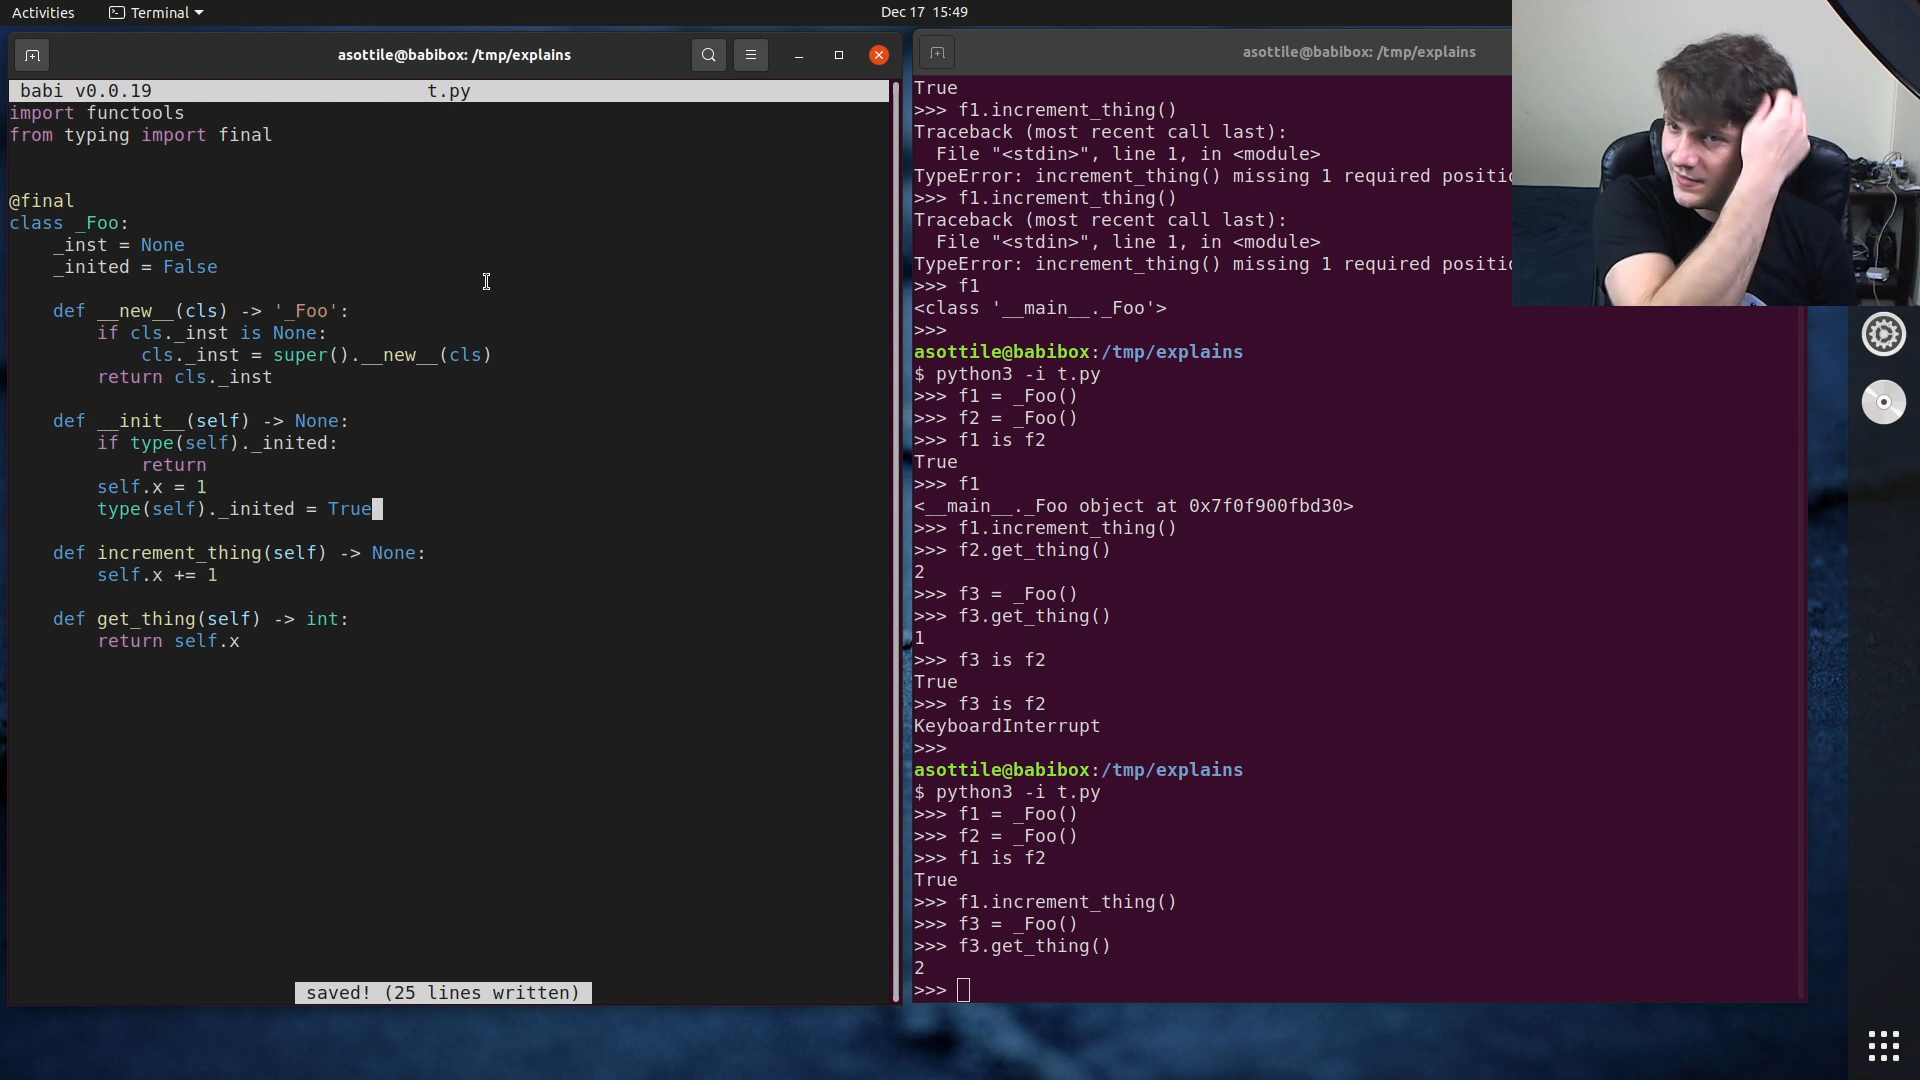 Activities
Terminal
Dec 17 15:49
asottile@babibox: /tmp/explains
babi v0.0.19
t.py
import functools
from typing import final
@final
class _Foo:
    _inst = None
    _inited = False
    def __new__(cls) -> '_Foo':
        if cls._inst is None:
            cls._inst = super().__new__(cls)
        return cls._inst
    def __init__(self) -> None:
        if type(self)._inited:
            return
        self.x = 1
        type(self)._inited = True
    def increment_thing(self) -> None:
        self.x += 1
    def get_thing(self) -> int:
        return self.x
saved! (25 lines written)
asottile@babibox: /tmp/explains
True
>>> f1.increment_thing()
Traceback (most recent call last):
  File "<stdin>", line 1, in <module>
TypeError: increment_thing() missing 1 required positio
>>> f1.increment_thing()
Traceback (most recent call last):
  File "<stdin>", line 1, in <module>
TypeError: increment_thing() missing 1 required positio
>>> f1
<class '__main__._Foo'>
>>>
asottile@babibox:/tmp/explains
$ python3 -i t.py
>>> f1 = _Foo()
>>> f2 = _Foo()
>>> f1 is f2
True
>>> f1
<__main__._Foo object at 0x7f0f900fbd30>
>>> f1.increment_thing()
>>> f2.get_thing()
2
>>> f3 = _Foo()
>>> f3.get_thing()
1
>>> f3 is f2
True
>>> f3 is f2
KeyboardInterrupt
>>>
asottile@babibox:/tmp/explains
$ python3 -i t.py
>>> f1 = _Foo()
>>> f2 = _Foo()
>>> f1 is f2
True
>>> f1.increment_thing()
>>> f3 = _Foo()
>>> f3.get_thing()
2
>>>